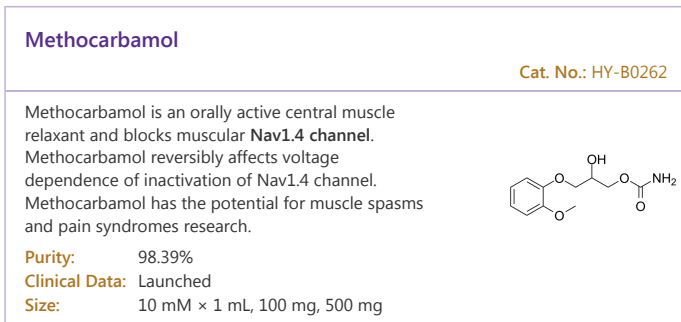 Methocarbamol
Cat. No.: HY-B0262
Methocarbamol is an orally active central muscle
relaxant and blocks muscular Nav1.4 channel.
Methocarbamol reversibly affects voltage
dependence of inactivation of Nav1.4 channel.
Methocarbamol has the potential for muscle spasms
and pain syndromes research.
OH
O
O
NH₂
O
O
Purity: 98.39%
Clinical Data: Launched
Size: 10 mM × 1 mL, 100 mg, 500 mg